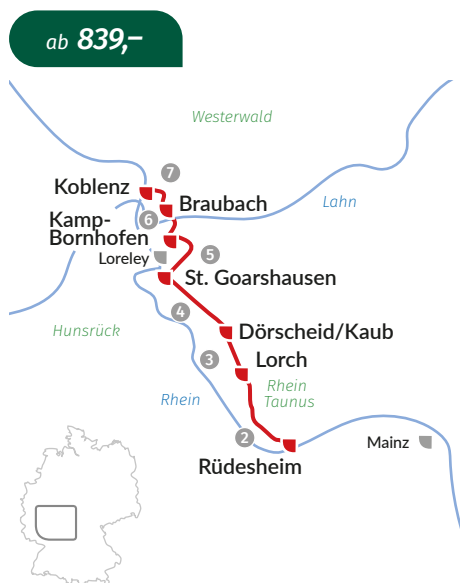 ab 839,–
Westerwald
7
Koblenz
Braubach
Lahn
Kamp-
Bornhofen
6
5
Loreley
St. Goarshausen
4
Hunsrück
Dörscheid/Kaub
3
Lorch
Rhein
Taunus
Rhein
2
Mainz
Rüdesheim